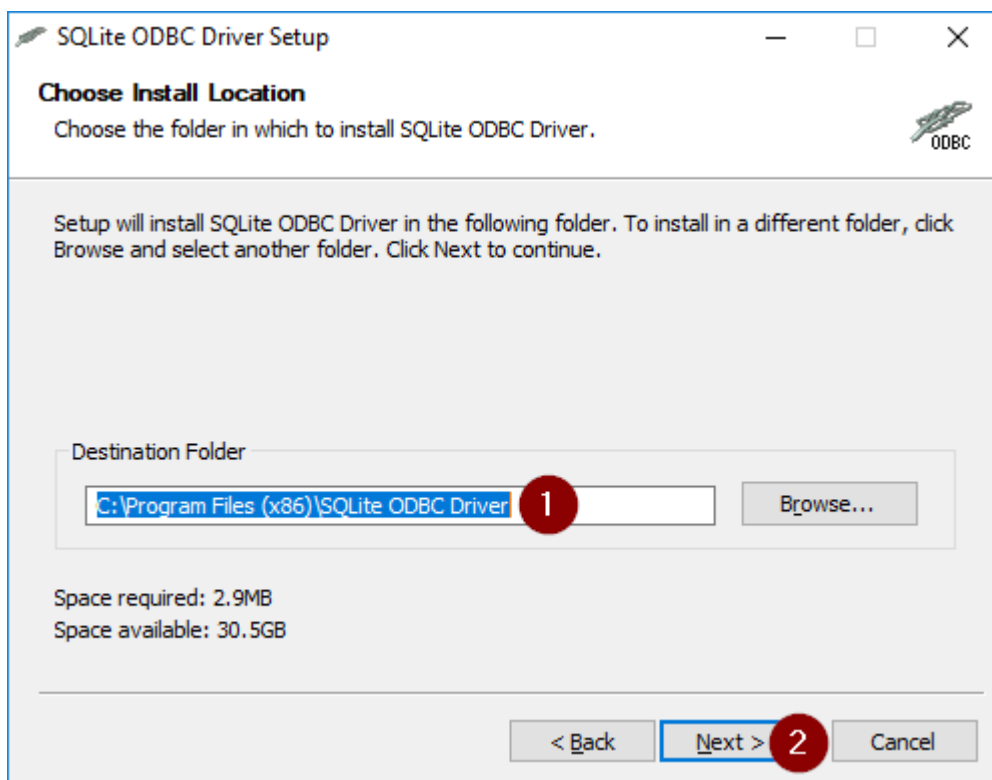 SQLite ODBC Driver Setup
Choose Install Location
Choose the folder in which to install SQLite ODBC Driver.
ODBC
Setup will install SQLite ODBC Driver in the following folder. To install in a different folder, click
Browse and select another folder. Click Next to continue.
Destination Folder
C:\Program Files (x86)\SQLite ODBC Driver 1 Browse...
Space required: 2.9MB
Space available: 30.5GB
< Back Next > 2 Cancel